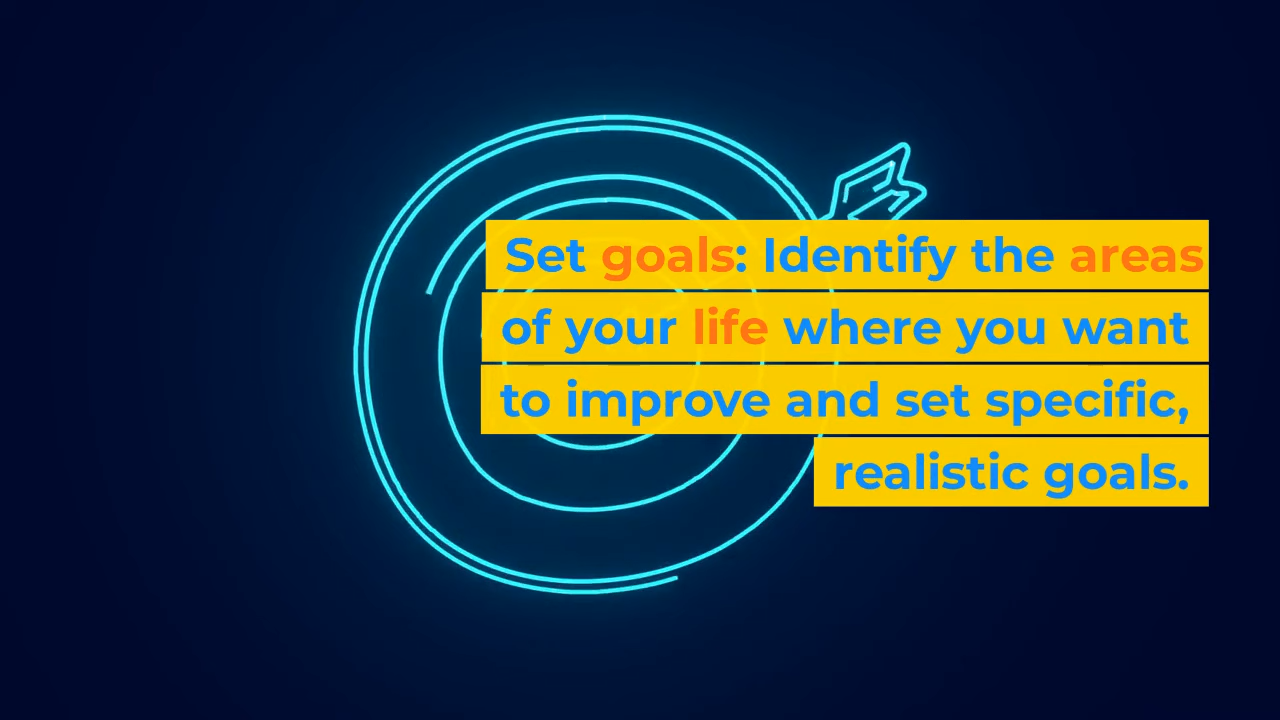 Set goals: Identify the areas
of your life where you want
to improve and set specific,
realistic goals.